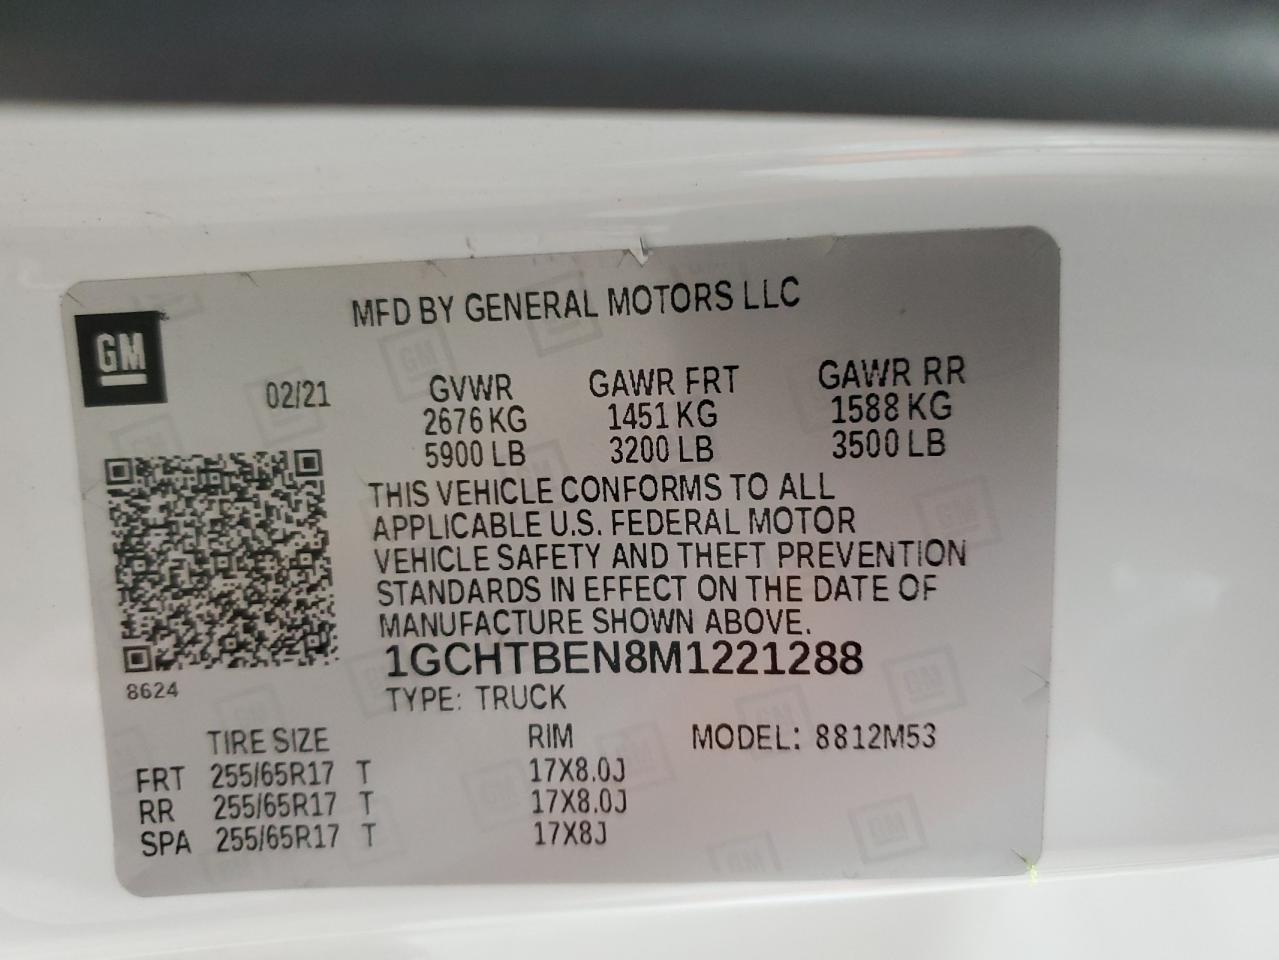 MFD BY GENERAL MOTORS LLC
GM
02/21 GVWR GAWR FRT GAWR RR
2676 KG 1451 KG 1588 KG
5900 LB 3200 LB 3500 LB
THIS VEHICLE CONFORMS TO ALL
APPLICABLE U.S. FEDERAL MOTOR
VEHICLE SAFETY AND THEFT PREVENTION
STANDARDS IN EFFECT ON THE DATE OF
MANUFACTURE SHOWN ABOVE.
1GCHTBEN8M1221288
8624
TYPE: TRUCK
TIRE SIZE RIM MODEL: 8812M53
FRT 255/65R17 T 17X8.0J
RR 255/65R17 T 17X8.0J
SPA 255/65R17 T 17X8J